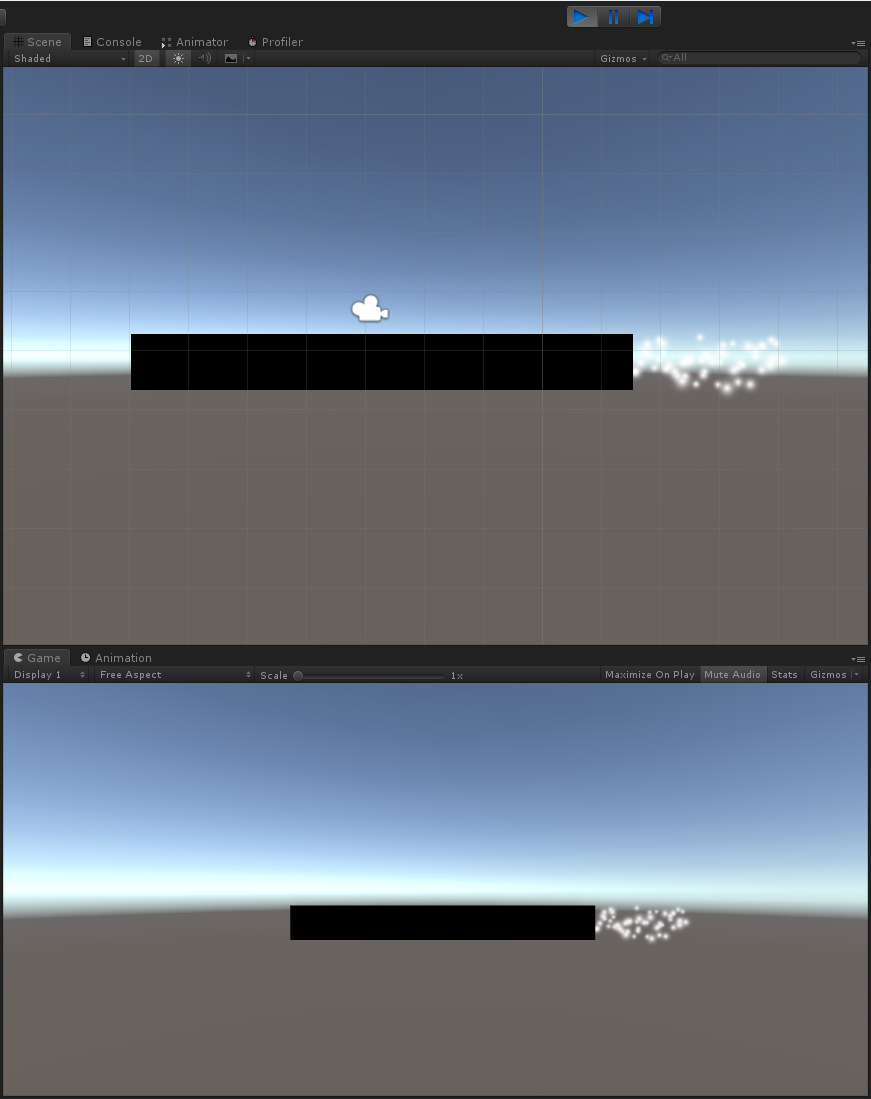 Scene Console Animator Profiler
Shaded 2D Gizmos All
Game Animation
Display 1 Free Aspect Scale 1x Maximize On Play Mute Audio Stats Gizmos